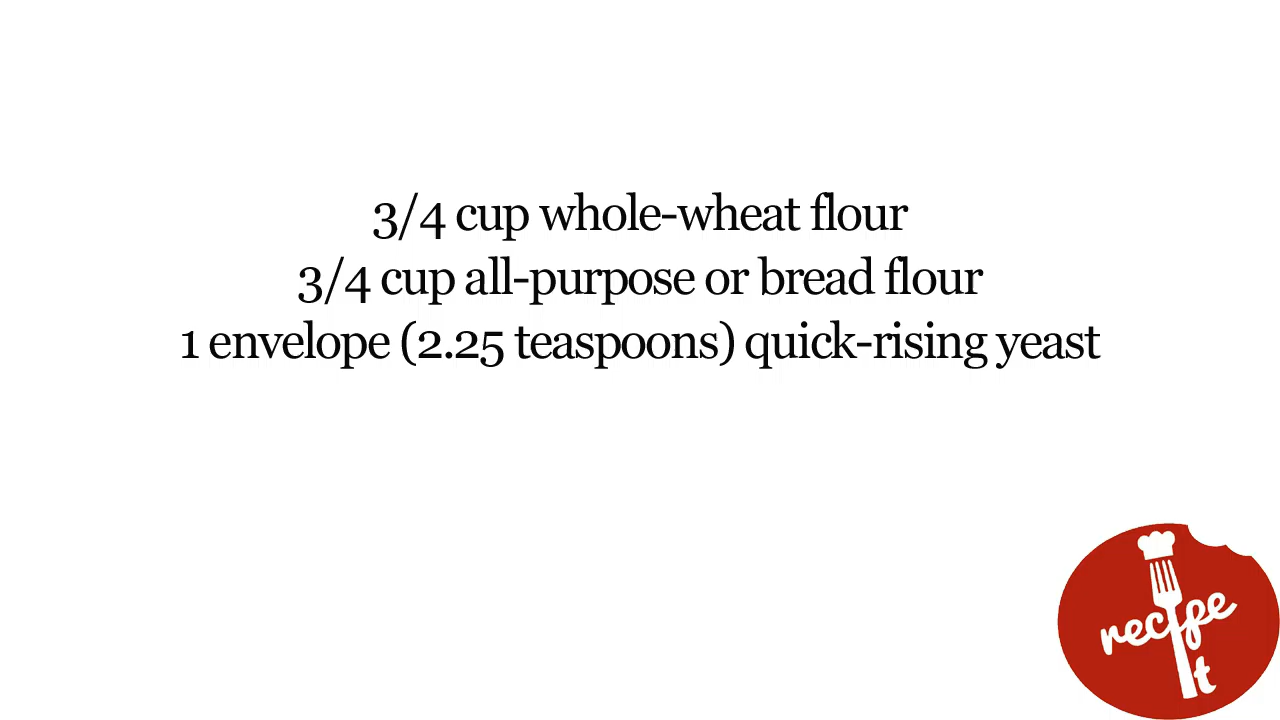 3/4 cup whole-wheat flour
3/4 cup all-purpose or bread flour
1 envelope (2.25 teaspoons) quick-rising yeast
recipe
it